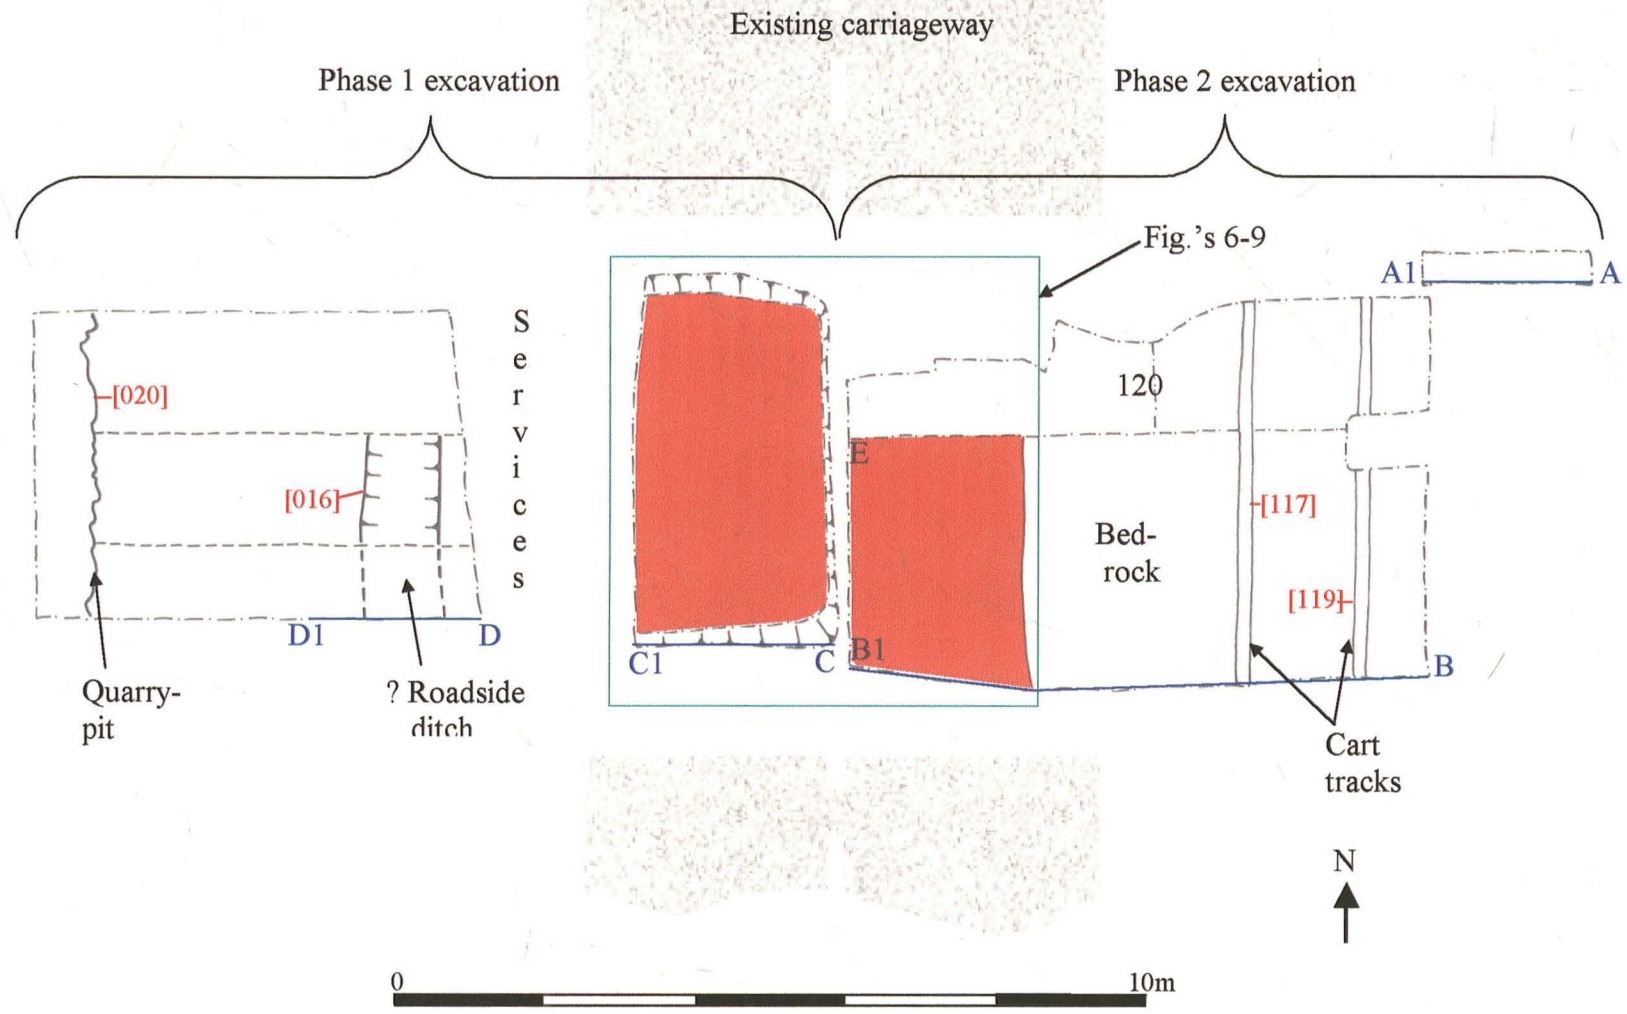 Existing carriageway
Phase 1 excavation
Phase 2 excavation
Fig.'s 6-9
A1
A
Services
[020]
[016]
120
E
[117]
Bed-
rock
[119]
D1
D
C1
C
B1
B
Quarry-
pit
? Roadside
ditch
Cart
tracks
N
0
10m